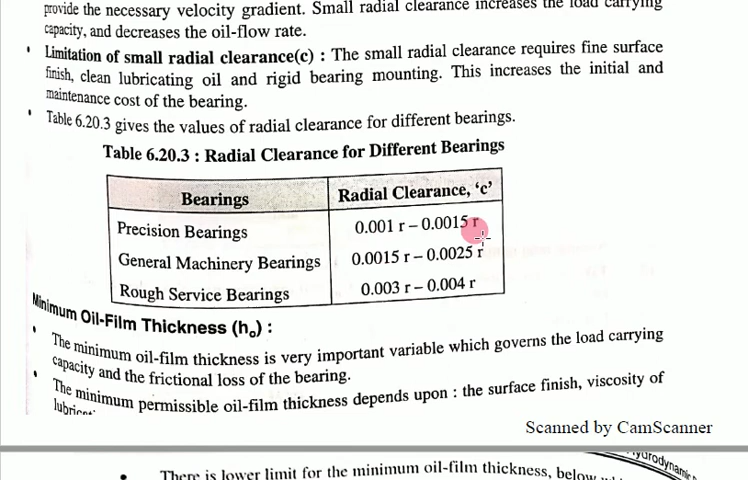 provide the necessary velocity gradient. Small radial clearance increases the load carrying
capacity, and decreases the oil-flow rate.
• Limitation of small radial clearance(c) : The small radial clearance requires fine surface
finish, clean lubricating oil and rigid bearing mounting. This increases the initial and
maintenance cost of the bearing.
• Table 6.20.3 gives the values of radial clearance for different bearings.
Table 6.20.3 : Radial Clearance for Different Bearings
Bearings Radial Clearance, ‘c’
Precision Bearings 0.001 r – 0.0015 r
General Machinery Bearings 0.0015 r – 0.0025 r
Rough Service Bearings 0.003 r – 0.004 r
Minimum Oil-Film Thickness (hₒ) :
• The minimum oil-film thickness is very important variable which governs the load carrying
capacity and the frictional loss of the bearing.
• The minimum permissible oil-film thickness depends upon : the surface finish, viscosity of
Scanned by CamScanner
Hydrodynamic
• There is lower limit for the minimum oil-film thickness, below